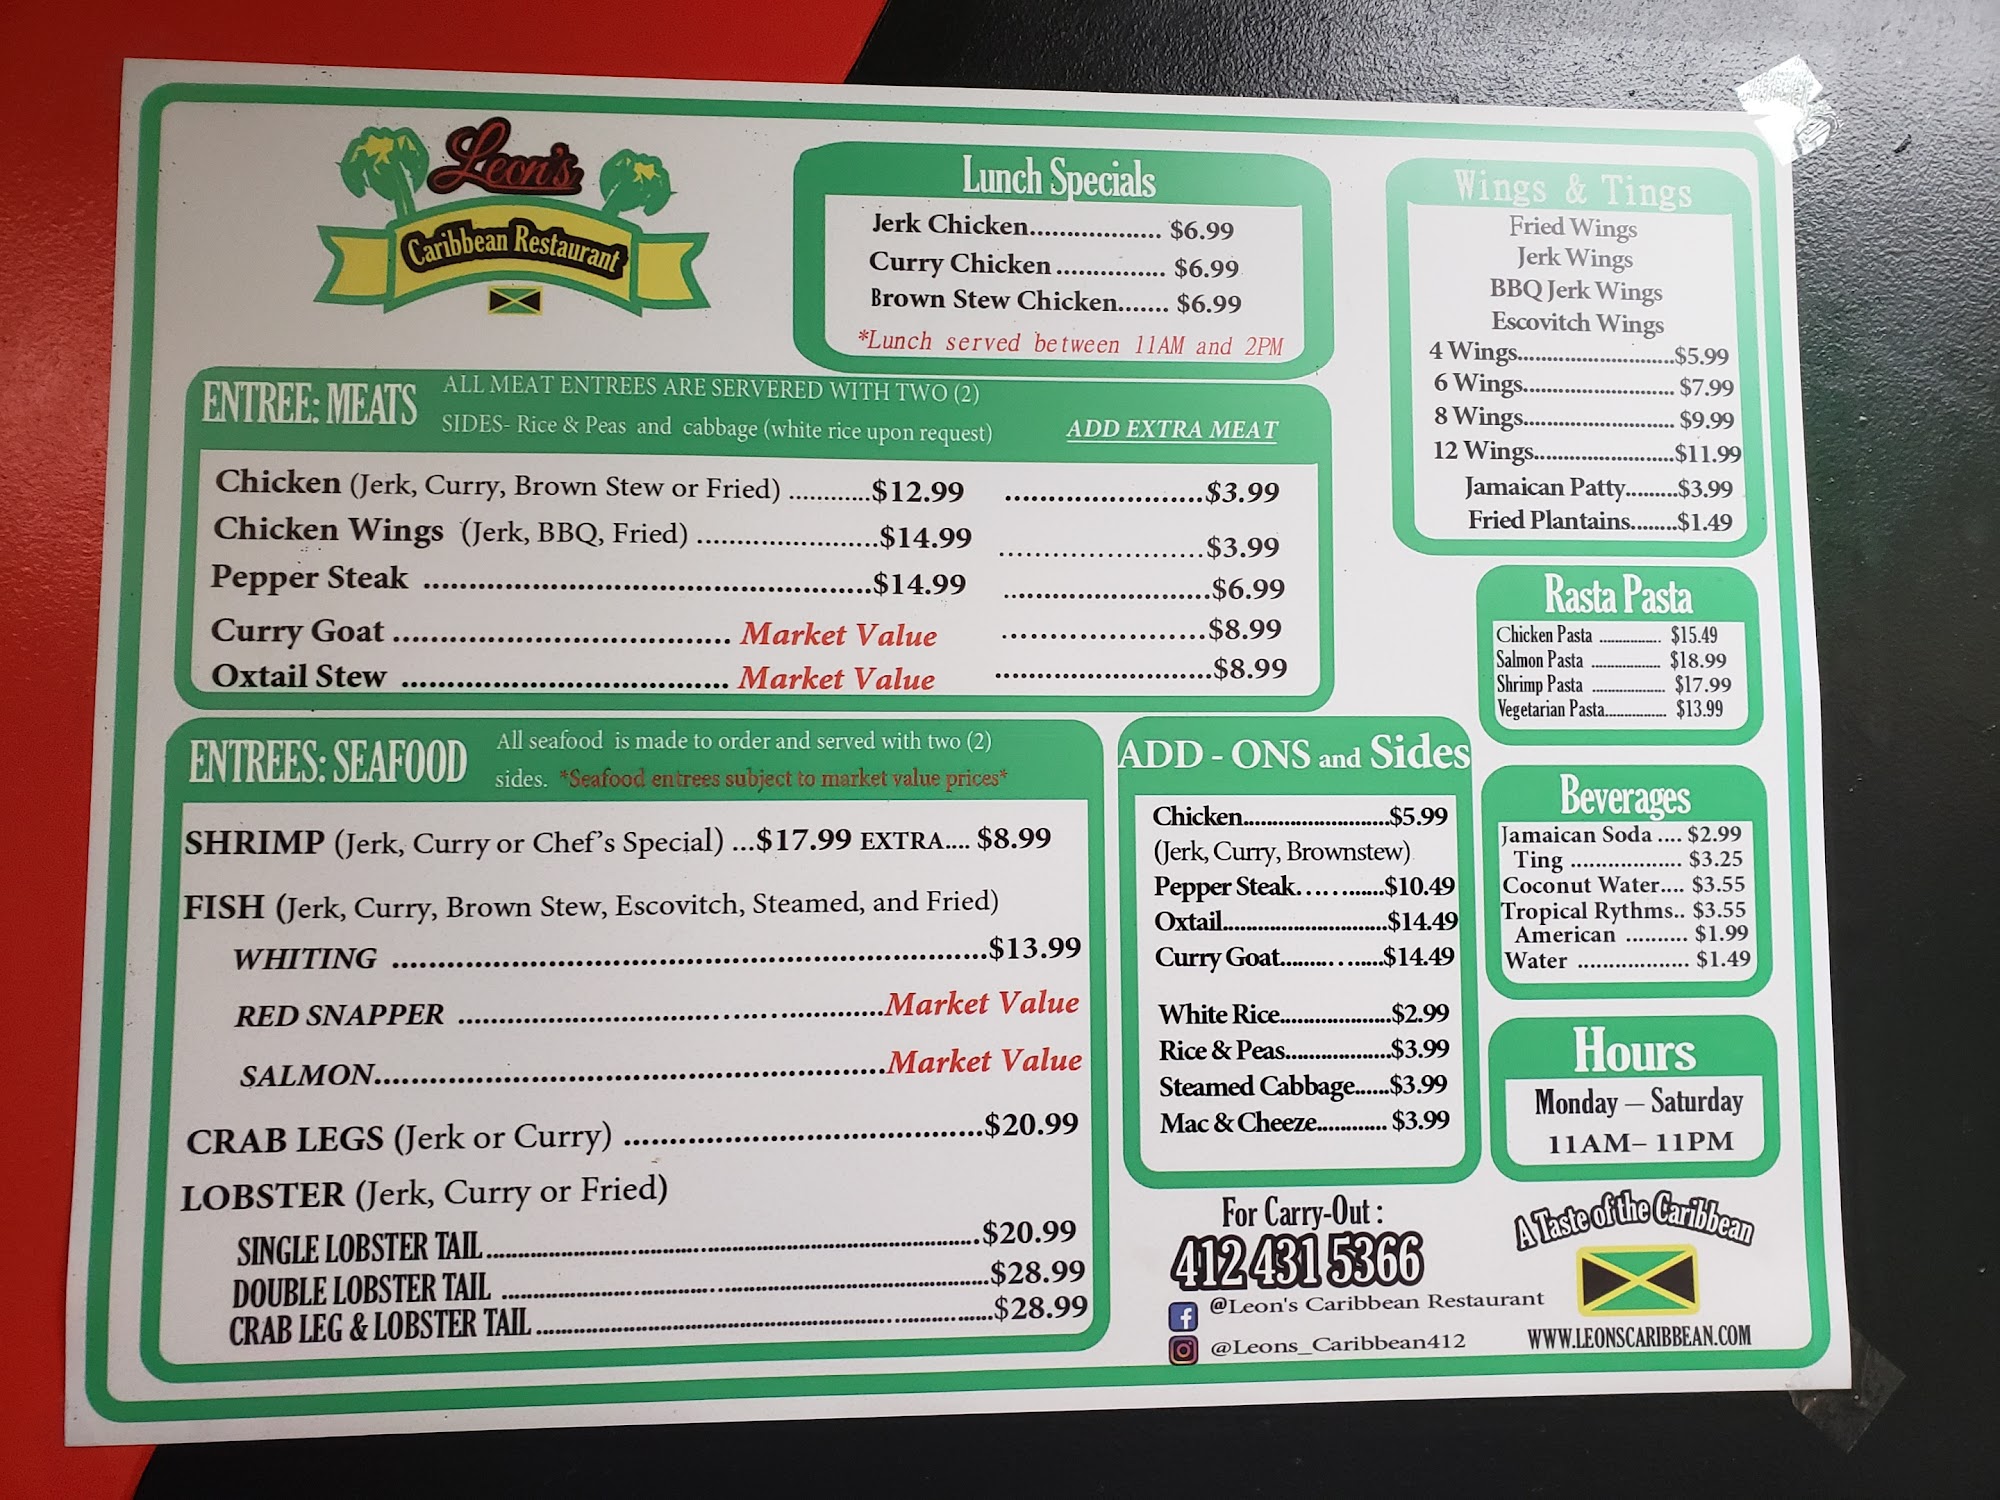 Leon's
Caribbean Restaurant
Lunch Specials
Jerk Chicken.................. $6.99
Curry Chicken ............... $6.99
Brown Stew Chicken....... $6.99
*Lunch served between 11AM and 2PM
Wings & Tings
Fried Wings
Jerk Wings
BBQ Jerk Wings
Escovitch Wings
4 Wings............................$5.99
6 Wings........................... $7.99
8 Wings........................... $9.99
12 Wings.........................$11.99
Jamaican Patty.........$3.99
Fried Plantains........$1.49
ENTREE: MEATS
ALL MEAT ENTREES ARE SERVERED WITH TWO (2)
SIDES- Rice & Peas and cabbage (white rice upon request)
ADD EXTRA MEAT
Chicken (Jerk, Curry, Brown Stew or Fried) ............$12.99 ........................$3.99
Chicken Wings (Jerk, BBQ, Fried) ........................$14.99 ........................$3.99
Pepper Steak ................................................$14.99 ........................$6.99
Curry Goat .................................... Market Value ........................$8.99
Oxtail Stew ................................... Market Value ........................$8.99
Rasta Pasta
Chicken Pasta ................ $15.49
Salmon Pasta .................. $18.99
Shrimp Pasta ................... $17.99
Vegetarian Pasta................ $13.99
ENTREES: SEAFOOD
All seafood is made to order and served with two (2)
sides. *Seafood entrees subject to market value prices*
SHRIMP (Jerk, Curry or Chef's Special) ...$17.99 EXTRA.... $8.99
FISH (Jerk, Curry, Brown Stew, Escovitch, Steamed, and Fried)
WHITING ................................................................$13.99
RED SNAPPER .............................................Market Value
SALMON.......................................................Market Value
CRAB LEGS (Jerk or Curry) .......................................$20.99
LOBSTER (Jerk, Curry or Fried)
SINGLE LOBSTER TAIL................................................$20.99
DOUBLE LOBSTER TAIL ................................................$28.99
CRAB LEG & LOBSTER TAIL............................................$28.99
ADD - ONS and Sides
Chicken...........................$5.99
(Jerk, Curry, Brownstew)
Pepper Steak.............$10.49
Oxtail..............................$14.49
Curry Goat..................$14.49
White Rice.....................$2.99
Rice & Peas....................$3.99
Steamed Cabbage......$3.99
Mac & Cheeze............. $3.99
Beverages
Jamaican Soda .... $2.99
Ting .................. $3.25
Coconut Water.... $3.55
Tropical Rythms.. $3.55
American .......... $1.99
Water .................. $1.49
Hours
Monday – Saturday
11AM– 11PM
For Carry-Out :
412 431 5366
@Leon's Caribbean Restaurant
@Leons_Caribbean412
A Taste of the Caribbean
WWW.LEONSCARIBBEAN.COM